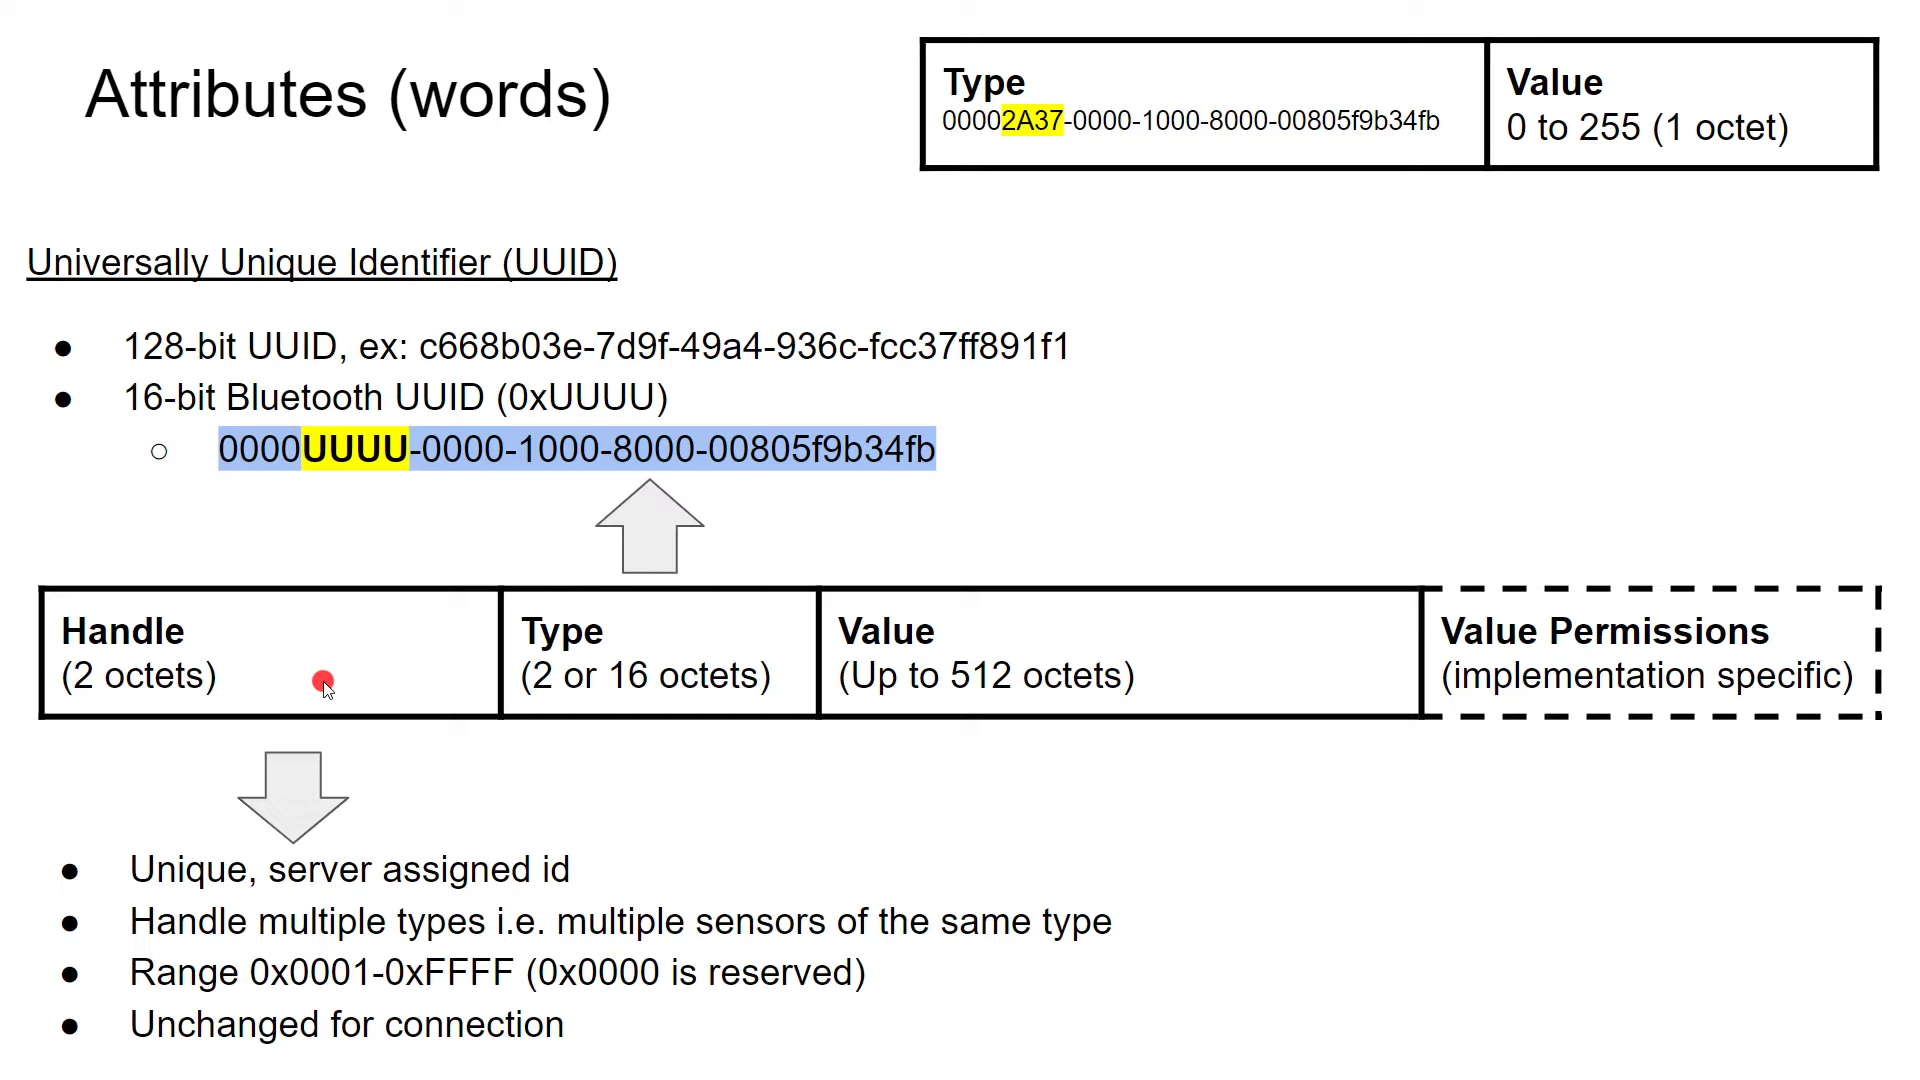 Attributes (words)
Type
00002A37-0000-1000-8000-00805f9b34fb
Value
0 to 255 (1 octet)
Universally Unique Identifier (UUID)
● 128-bit UUID, ex: c668b03e-7d9f-49a4-936c-fcc37ff891f1
● 16-bit Bluetooth UUID (0xUUUU)
○ 0000UUUU-0000-1000-8000-00805f9b34fb
Handle
(2 octets)
Type
(2 or 16 octets)
Value
(Up to 512 octets)
Value Permissions
(implementation specific)
● Unique, server assigned id
● Handle multiple types i.e. multiple sensors of the same type
● Range 0x0001-0xFFFF (0x0000 is reserved)
● Unchanged for connection